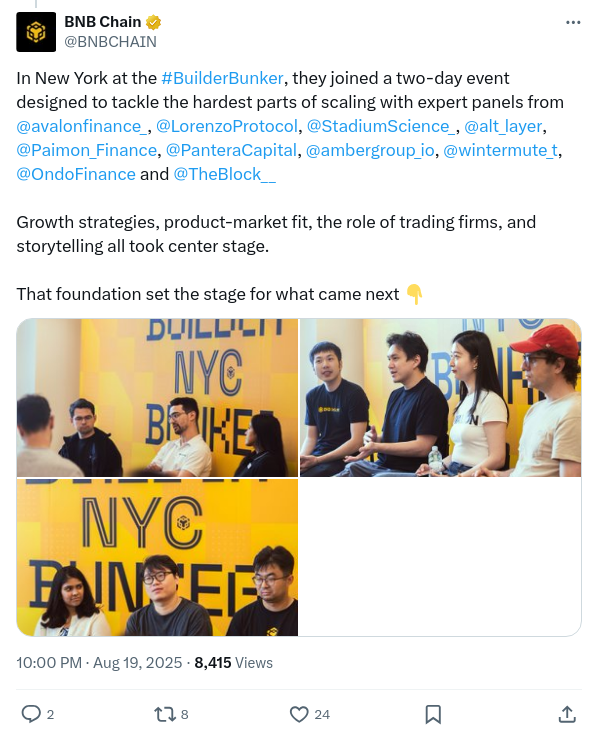 BNB Chain
@BNBCHAIN
In New York at the #BuilderBunker, they joined a two-day event
designed to tackle the hardest parts of scaling with expert panels from
@avalonfinance_, @LorenzoProtocol, @StadiumScience_, @alt_layer,
@Paimon_Finance, @PanteraCapital, @ambergroup_io, @wintermute_t,
@OndoFinance and @TheBlock__
Growth strategies, product-market fit, the role of trading firms, and
storytelling all took center stage.
That foundation set the stage for what came next 👇
BUILDER
NYC
BUNKE
NYC
BUNKER
10:00 PM · Aug 19, 2025 · 8,415 Views
2
8
24